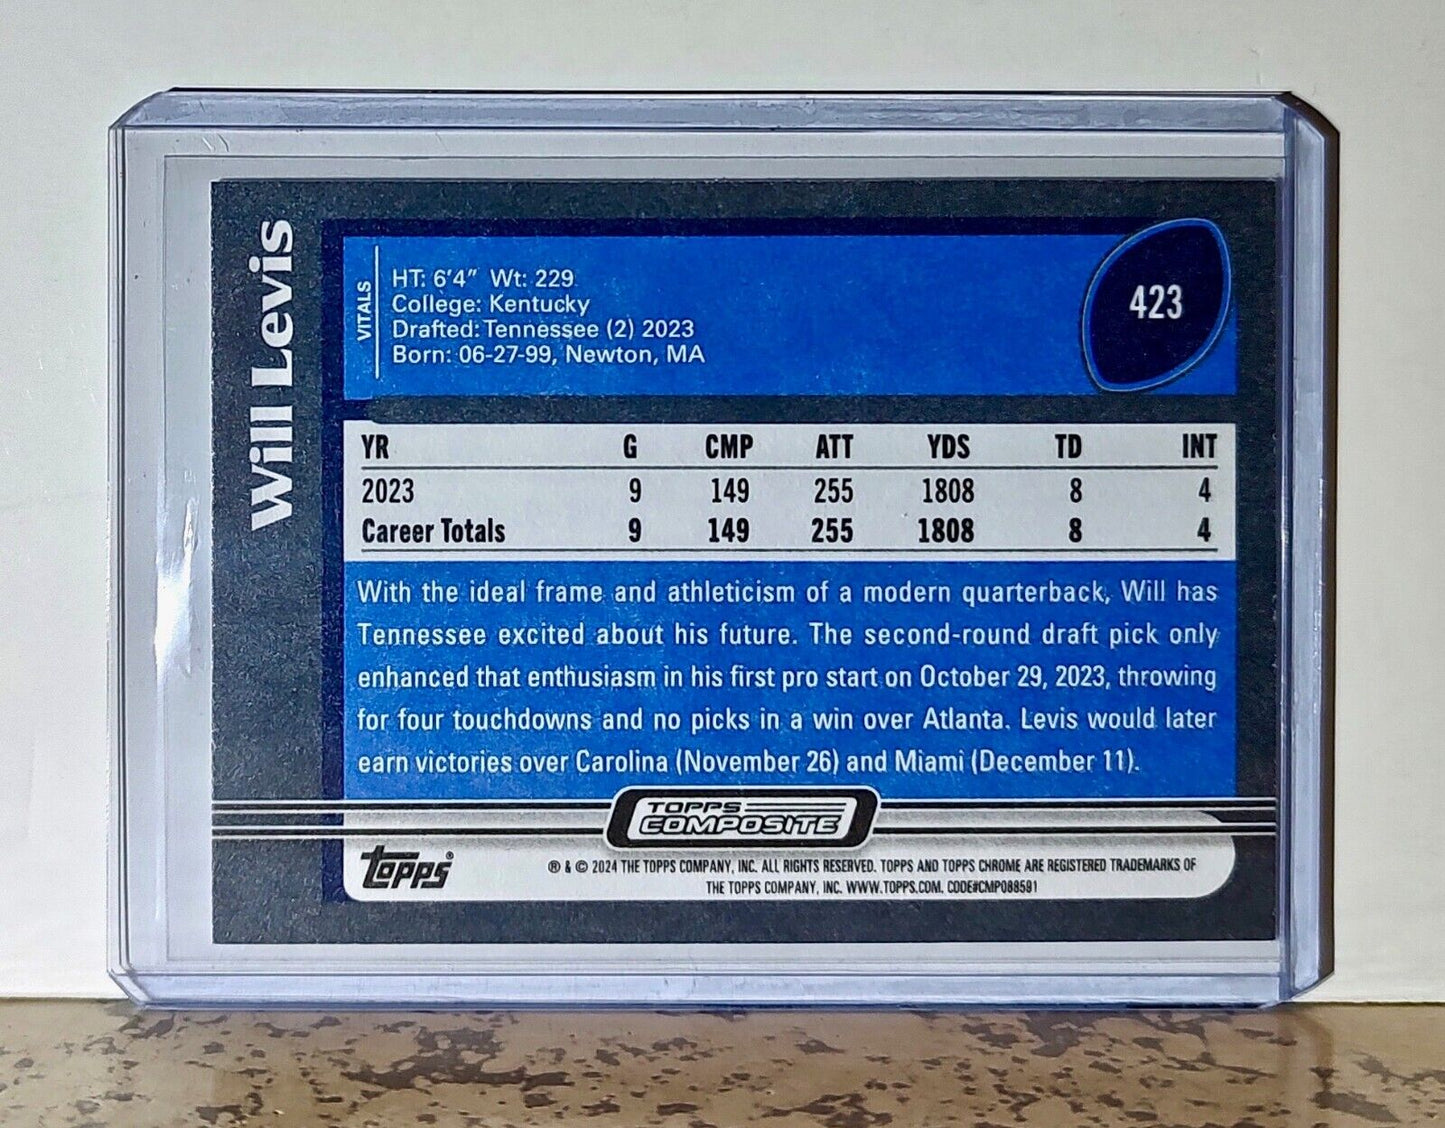 Will Levis
VITALS
HT: 6'4" Wt: 229
College: Kentucky
Drafted: Tennessee (2) 2023
Born: 06-27-99, Newton, MA
423
YR G CMP ATT YDS TD INT
2023 9 149 255 1808 8 4
Career Totals 9 149 255 1808 8 4
With the ideal frame and athleticism of a modern quarterback, Will has
Tennessee excited about his future. The second-round draft pick only
enhanced that enthusiasm in his first pro start on October 29, 2023, throwing
for four touchdowns and no picks in a win over Atlanta. Levis would later
earn victories over Carolina (November 26) and Miami (December 11).
TOPPS
COMPOSITE
topps®
® & © 2024 THE TOPPS COMPANY, INC. ALL RIGHTS RESERVED. TOPPS AND TOPPS CHROME ARE REGISTERED TRADEMARKS OF
THE TOPPS COMPANY, INC. WWW.TOPPS.COM. CODE#CMP088591